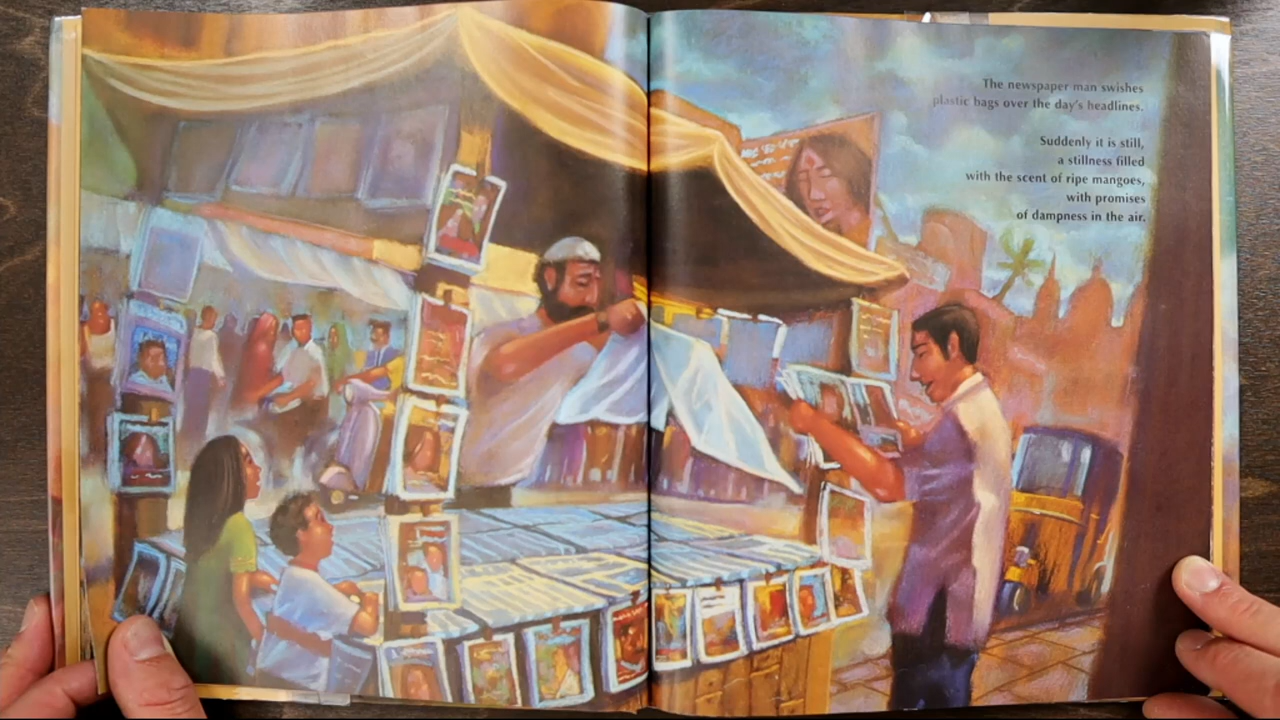 The newspaper man swishes
plastic bags over the day's headlines.
Suddenly it is still,
a stillness filled
with the scent of ripe mangoes,
with promises
of dampness in the air.